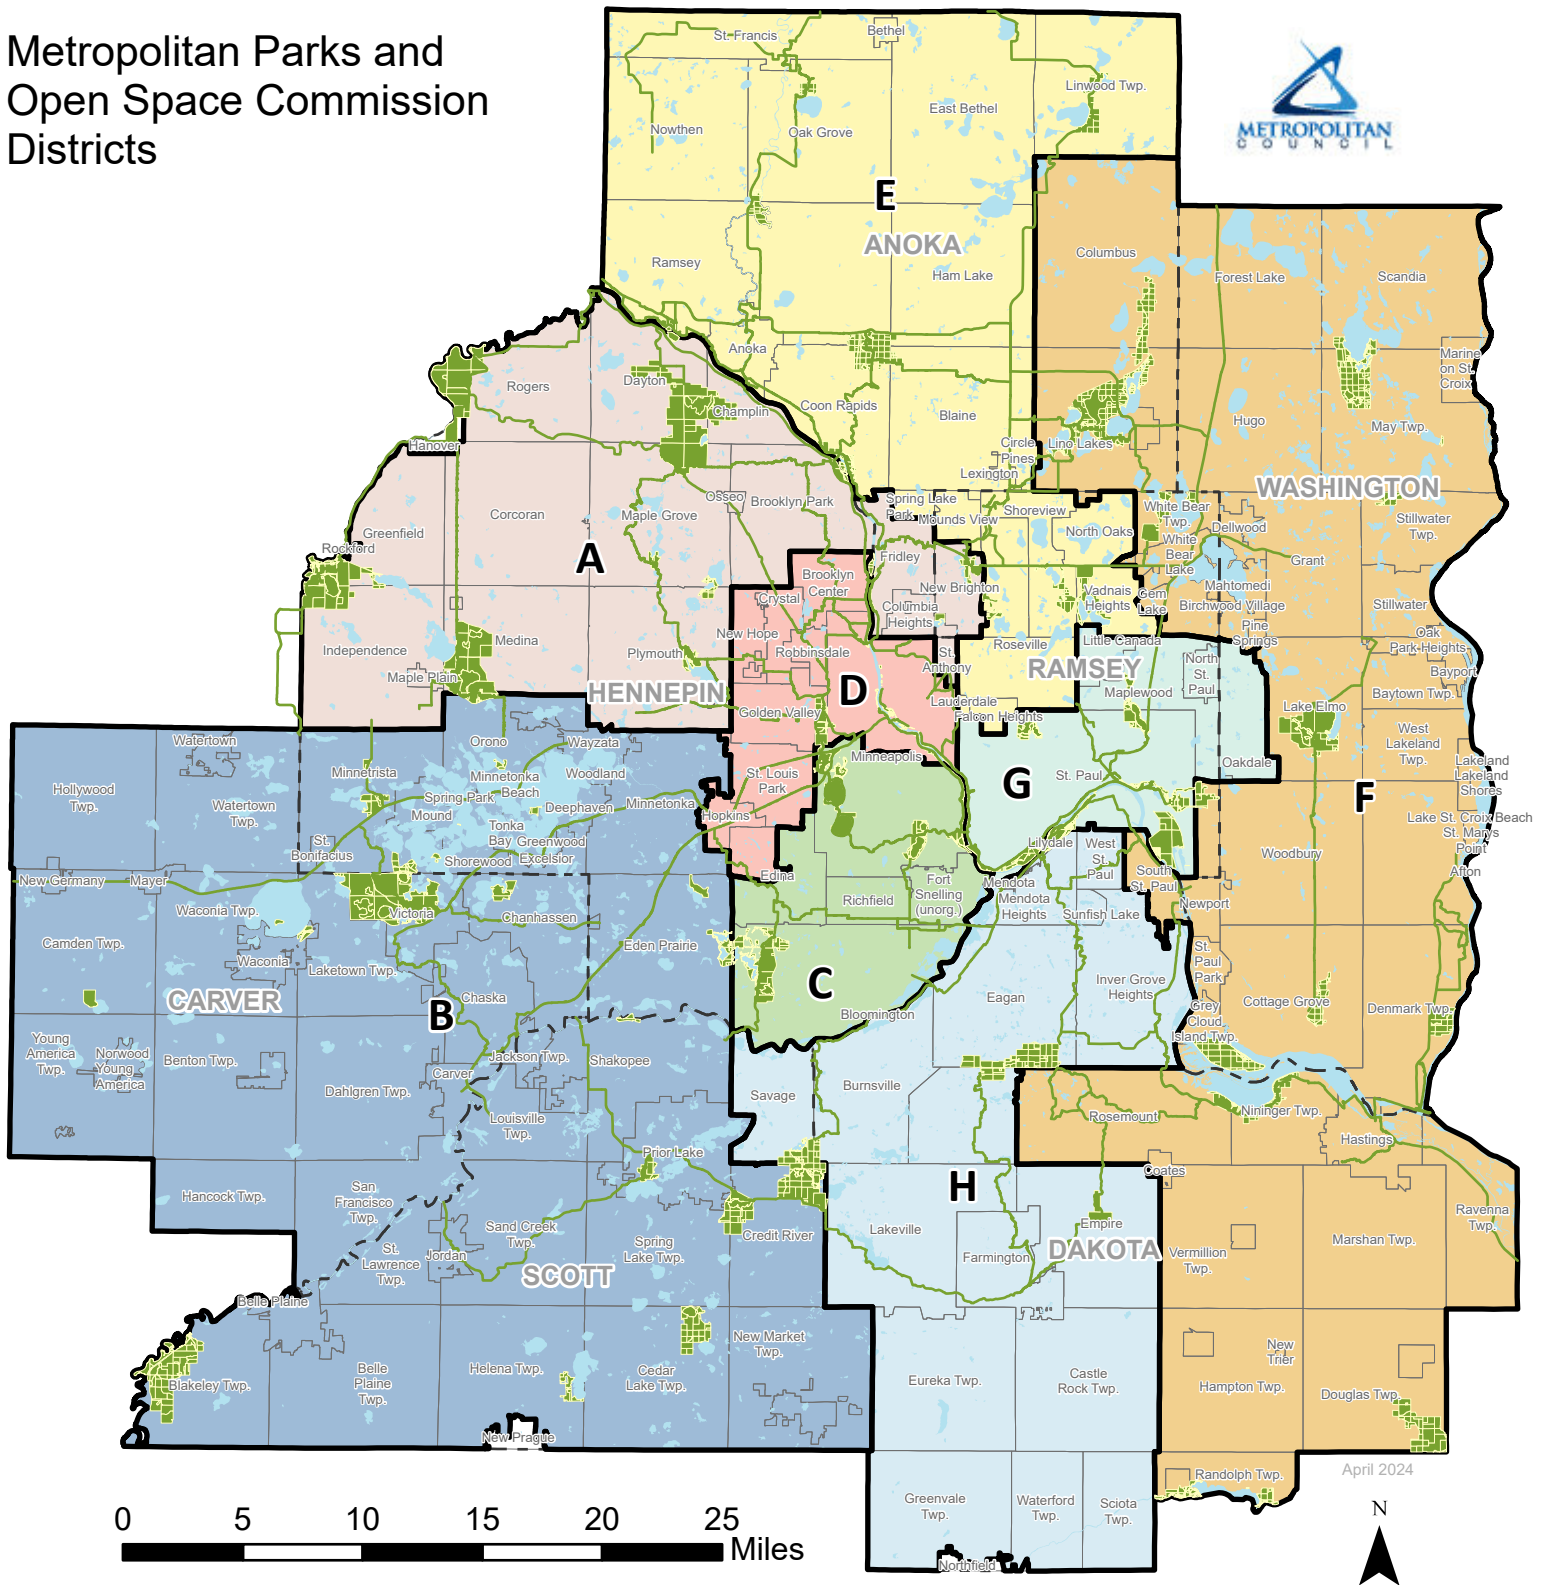 Metropolitan Parks and
Open Space Commission
Districts
METROPOLITAN
COUNCIL
St. Francis
Bethel
Linwood Twp.
Nowthen
Oak Grove
East Bethel
E
ANOKA
Ramsey
Ham Lake
Columbus
Forest Lake
Scandia
Anoka
Marine
on St.
Croix
Rogers
Dayton
Champlin
Coon Rapids
Blaine
Hugo
May Twp.
Hanover
Circle
Pines
Lino Lakes
Lexington
WASHINGTON
Osseo
Brooklyn Park
Spring Lake
Park
Mounds View
Shoreview
White Bear
Twp.
Corcoran
Maple Grove
Greenfield
North Oaks
Dellwood
Stillwater
Twp.
Rockford
A
Fridley
White
Bear
Lake
Grant
Brooklyn
Center
New Brighton
Vadnais
Heights
Gem
Lake
Mahtomedi
Birchwood Village
Stillwater
Crystal
Columbia
Heights
New Hope
Robbinsdale
Medina
Independence
Plymouth
St.
Anthony
Roseville
Little Canada
Pine
Springs
Oak
Park Heights
RAMSEY
North
St.
Paul
Bayport
Maple Plain
HENNEPIN
D
Lauderdale
Falcon Heights
Maplewood
Baytown Twp.
Golden Valley
Lake Elmo
West
Lakeland
Twp.
Watertown
Orono
Wayzata
Minneapolis
Oakdale
Lakeland
Lakeland
Shores
Minnetrista
Minnetonka
Beach
Woodland
St. Louis
Park
St. Paul
G
F
Hollywood
Twp.
Watertown
Twp.
Spring Park
Mound
Deephaven
Minnetonka
Hopkins
Lake St. Croix Beach
St. Marys
Point
Tonka
Bay
Greenwood
St.
Bonifacius
Shorewood
Excelsior
Lilydale
West
St.
Paul
Woodbury
Afton
New Germany
Mayer
Edina
Mendota
Mendota
Heights
South
St. Paul
Waconia Twp.
Victoria
Chanhassen
Richfield
Fort
Snelling
(unorg.)
Sunfish Lake
Newport
Camden Twp.
Waconia
Laketown Twp.
Eden Prairie
St.
Paul
Park
CARVER
B
Chaska
C
Bloomington
Eagan
Inver Grove
Heights
Grey
Cloud
Island Twp.
Cottage Grove
Denmark Twp.
Young
America
Twp.
Norwood
Young
America
Benton Twp.
Carver
Jackson Twp.
Shakopee
Dahlgren Twp.
Savage
Burnsville
Louisville
Twp.
Rosemount
Nininger Twp.
Hastings
Prior Lake
Coates
Hancock Twp.
San
Francisco
Twp.
H
Ravenna
Twp.
Sand Creek
Twp.
Credit River
Lakeville
Empire
Marshan Twp.
St.
Lawrence
Twp.
Jordan
Spring
Lake Twp.
Farmington
DAKOTA
Vermillion
Twp.
SCOTT
Belle Plaine
New Market
Twp.
New
Trier
Blakeley Twp.
Belle
Plaine
Twp.
Helena Twp.
Cedar
Lake Twp.
Eureka Twp.
Castle
Rock Twp.
Hampton Twp.
Douglas Twp.
New Prague
Randolph Twp.
April 2024
Greenvale
Twp.
Waterford
Twp.
Sciota
Twp.
Northfield
N
0 5 10 15 20 25
Miles